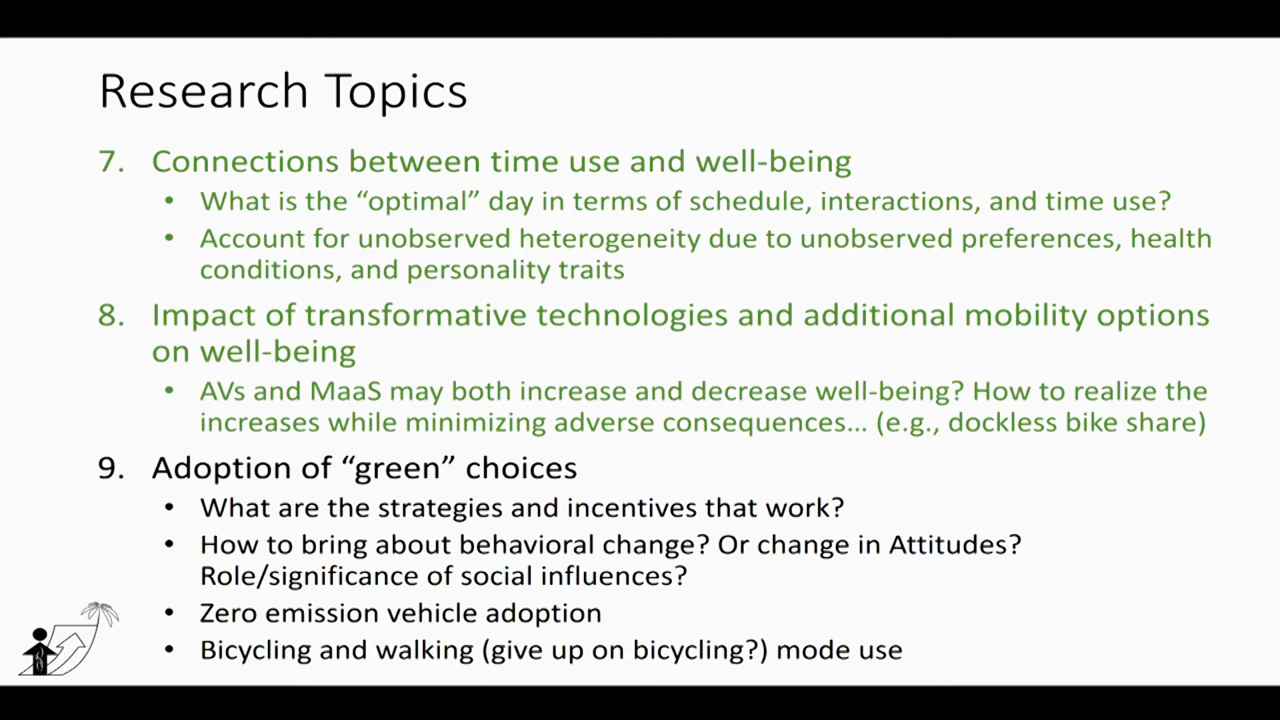 Research Topics
7. Connections between time use and well-being
• What is the “optimal” day in terms of schedule, interactions, and time use?
• Account for unobserved heterogeneity due to unobserved preferences, health
conditions, and personality traits
8. Impact of transformative technologies and additional mobility options
on well-being
• AVs and MaaS may both increase and decrease well-being? How to realize the
increases while minimizing adverse consequences… (e.g., dockless bike share)
9. Adoption of “green” choices
• What are the strategies and incentives that work?
• How to bring about behavioral change? Or change in Attitudes?
Role/significance of social influences?
• Zero emission vehicle adoption
• Bicycling and walking (give up on bicycling?) mode use